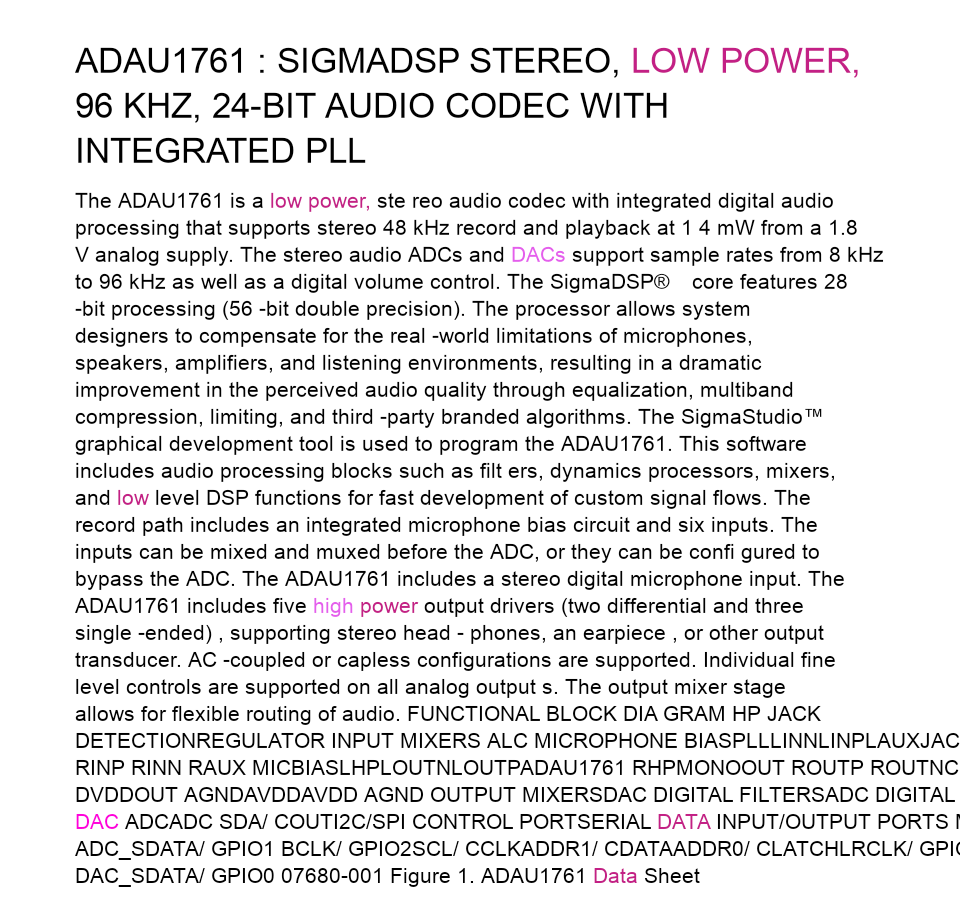 ADAU1761 : SIGMADSP STEREO, LOW POWER,
96 KHZ, 24-BIT AUDIO CODEC WITH
INTEGRATED PLL
The ADAU1761 is a low power, ste reo audio codec with integrated digital audio
processing that supports stereo 48 kHz record and playback at 1 4 mW from a 1.8
V analog supply. The stereo audio ADCs and DACs support sample rates from 8 kHz
to 96 kHz as well as a digital volume control. The SigmaDSP® core features 28
-bit processing (56 -bit double precision). The processor allows system
designers to compensate for the real -world limitations of microphones,
speakers, amplifiers, and listening environments, resulting in a dramatic
improvement in the perceived audio quality through equalization, multiband
compression, limiting, and third -party branded algorithms. The SigmaStudio™
graphical development tool is used to program the ADAU1761. This software
includes audio processing blocks such as filt ers, dynamics processors, mixers,
and low level DSP functions for fast development of custom signal flows. The
record path includes an integrated microphone bias circuit and six inputs. The
inputs can be mixed and muxed before the ADC, or they can be confi gured to
bypass the ADC. The ADAU1761 includes a stereo digital microphone input. The
ADAU1761 includes five high power output drivers (two differential and three
single -ended) , supporting stereo head - phones, an earpiece , or other output
transducer. AC -coupled or capless configurations are supported. Individual fine
level controls are supported on all analog output s. The output mixer stage
allows for flexible routing of audio. FUNCTIONAL BLOCK DIA GRAM HP JACK
DETECTIONREGULATOR INPUT MIXERS ALC MICROPHONE BIASPLLLINNLINPLAUXJAC
RINP RINN RAUX MICBIASLHPLOUTNLOUTPADAU1761 RHPMONOOUT ROUTP ROUTNC
DVDDOUT AGNDAVDDAVDD AGND OUTPUT MIXERSDAC DIGITAL FILTERSADC DIGITAL
DAC ADCADC SDA/ COUTI2C/SPI CONTROL PORTSERIAL DATA INPUT/OUTPUT PORTS M
ADC_SDATA/ GPIO1 BCLK/ GPIO2SCL/ CCLKADDR1/ CDATAADDR0/ CLATCHLRCLK/ GPIO
DAC_SDATA/ GPIO0 07680-001 Figure 1. ADAU1761 Data Sheet